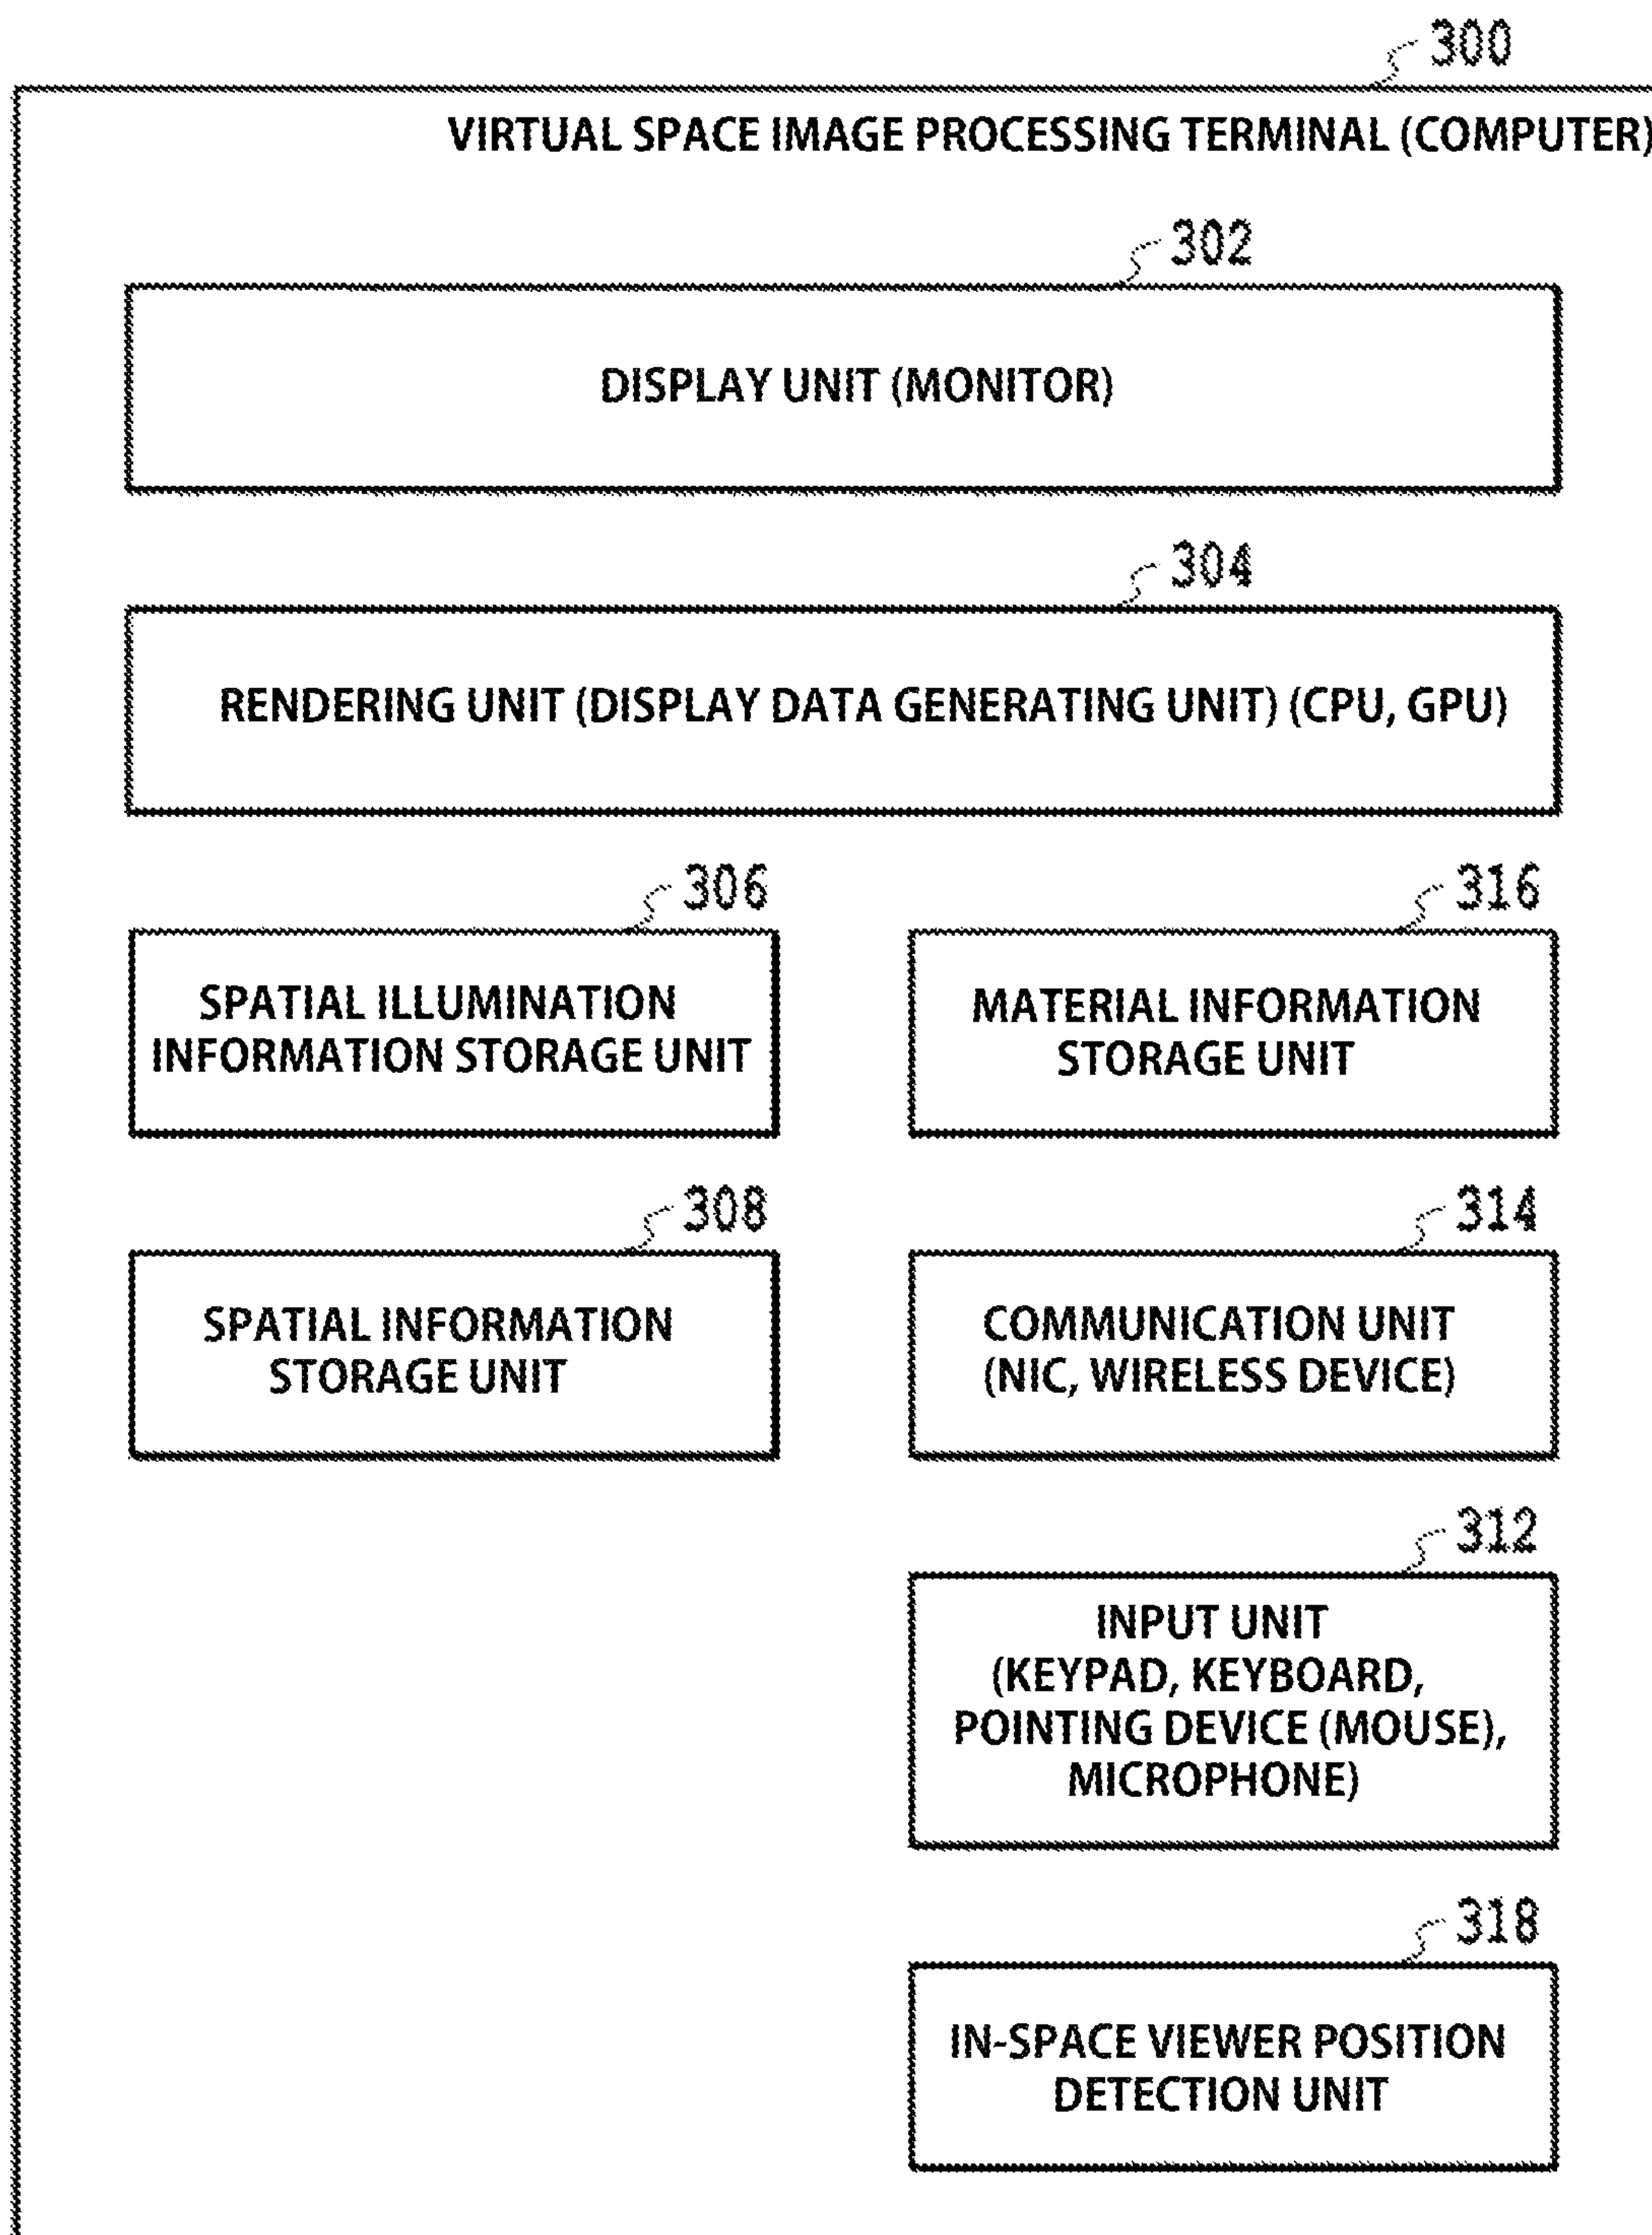 300
VIRTUAL SPACE IMAGE PROCESSING TERMINAL (COMPUTER)
302
DISPLAY UNIT (MONITOR)
304
RENDERING UNIT (DISPLAY DATA GENERATING UNIT) (CPU, GPU)
306
SPATIAL ILLUMINATION
INFORMATION STORAGE UNIT
316
MATERIAL INFORMATION
STORAGE UNIT
308
SPATIAL INFORMATION
STORAGE UNIT
314
COMMUNICATION UNIT
(NIC, WIRELESS DEVICE)
312
INPUT UNIT
(KEYPAD, KEYBOARD,
POINTING DEVICE (MOUSE),
MICROPHONE)
318
IN-SPACE VIEWER POSITION
DETECTION UNIT